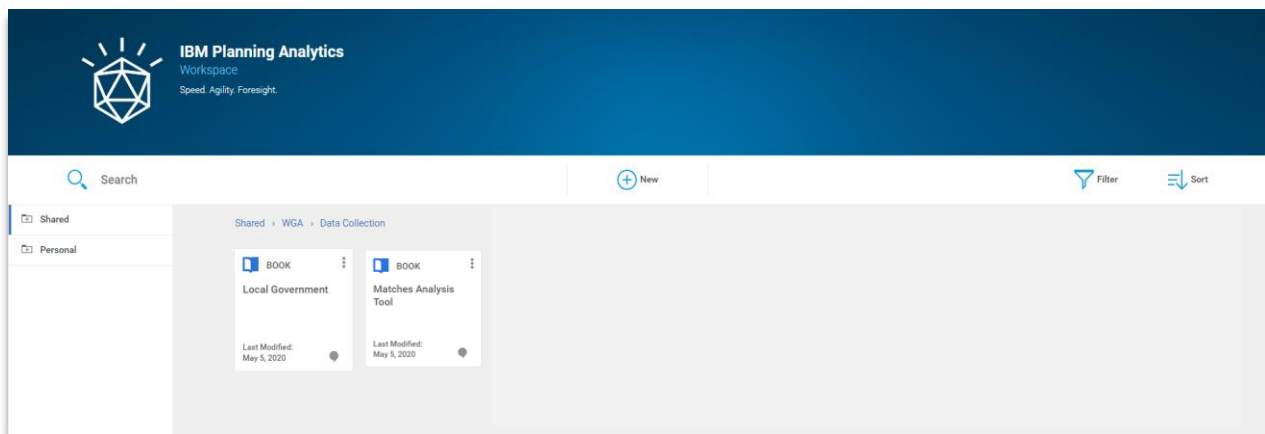 IBM Planning Analytics
Workspace
Speed. Agility. Foresight.
Search
New
Filter
Sort
Shared
Personal
Shared › WGA › Data Collection
BOOK
Local Government
Last Modified:
May 5, 2020
BOOK
Matches Analysis
Tool
Last Modified:
May 5, 2020